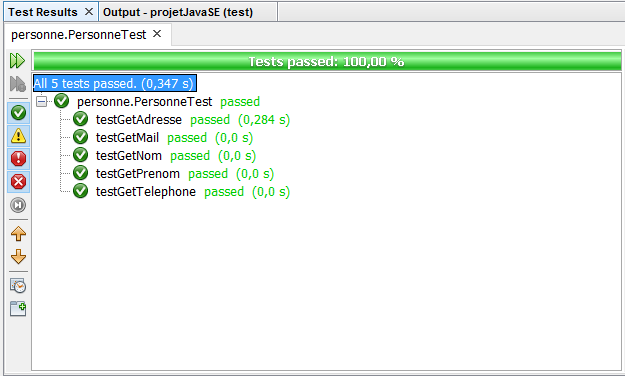 Test Results Output - projetJavaSE (test)
personne.PersonneTest
Tests passed: 100,00 %
All 5 tests passed. (0,347 s)
personne.PersonneTest passed
testGetAdresse passed (0,284 s)
testGetMail passed (0,0 s)
testGetNom passed (0,0 s)
testGetPrenom passed (0,0 s)
testGetTelephone passed (0,0 s)